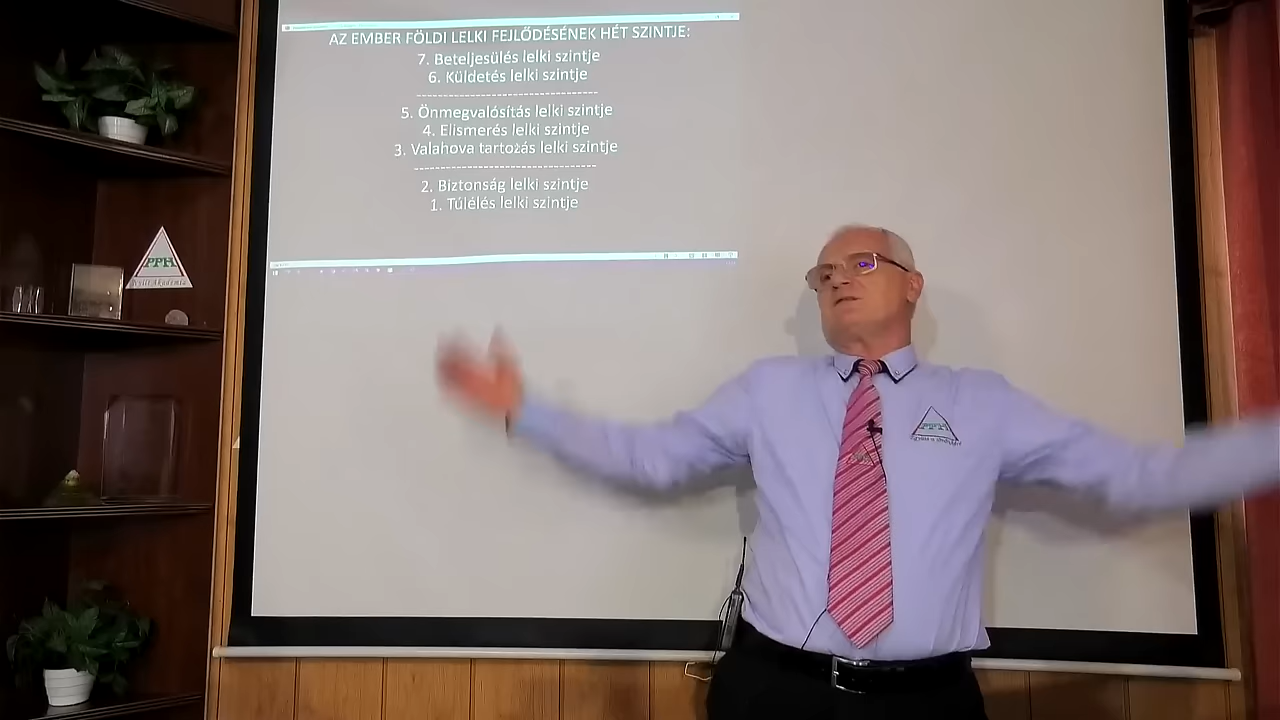 AZ EMBER FÖLDI LELKI FEJLŐDÉSÉNEK HÉT SZINTJE:
7. Beteljesülés lelki szintje
6. Küldetés lelki szintje
--------------------------------
5. Önmegvalósítás lelki szintje
4. Elismerés lelki szintje
3. Valahova tartozás lelki szintje
--------------------------------
2. Biztonság lelki szintje
1. Túlélés lelki szintje
PPH
PPH